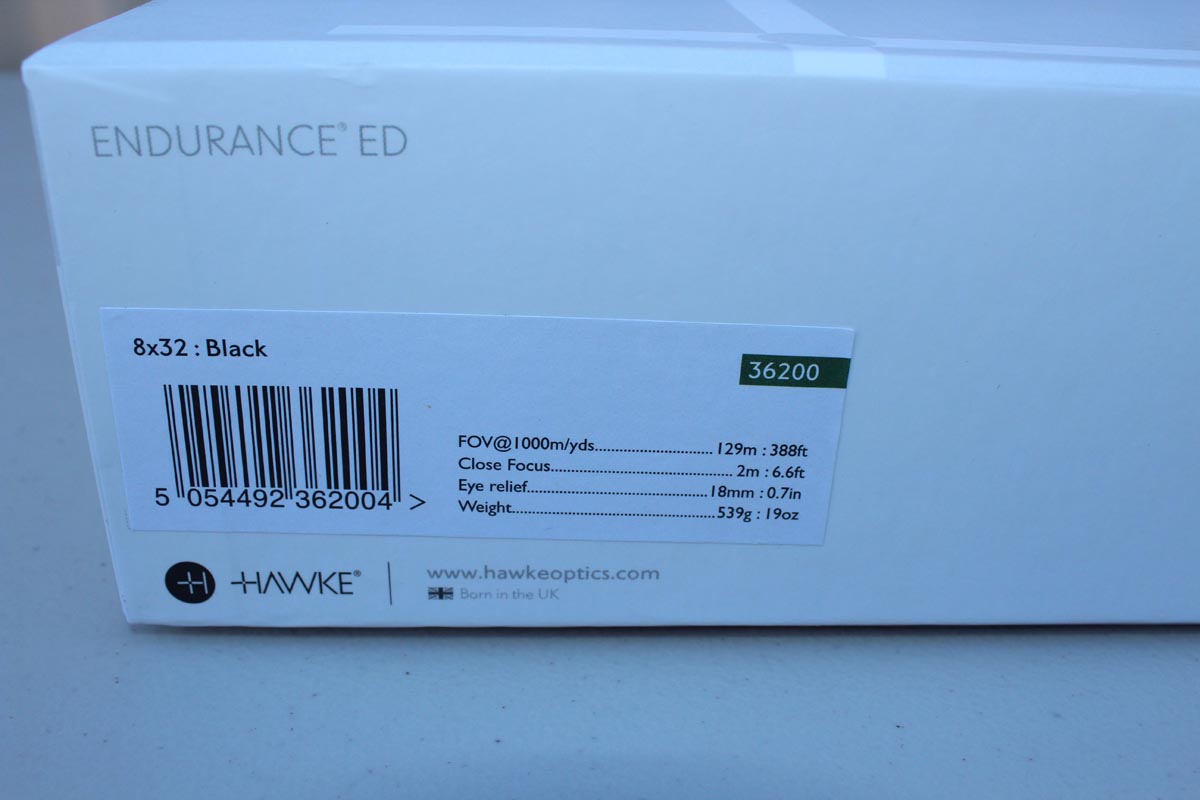 ENDURANCE® ED
8x32 : Black
36200
FOV@1000m/yds........................... 129m : 388ft
Close Focus.......................................... 2m : 6.6ft
Eye relief.......................................... 18mm : 0.7in
Weight............................................... 539g : 19oz
5 054492 362004 >
HAWKE®
www.hawkeoptics.com
Born in the UK